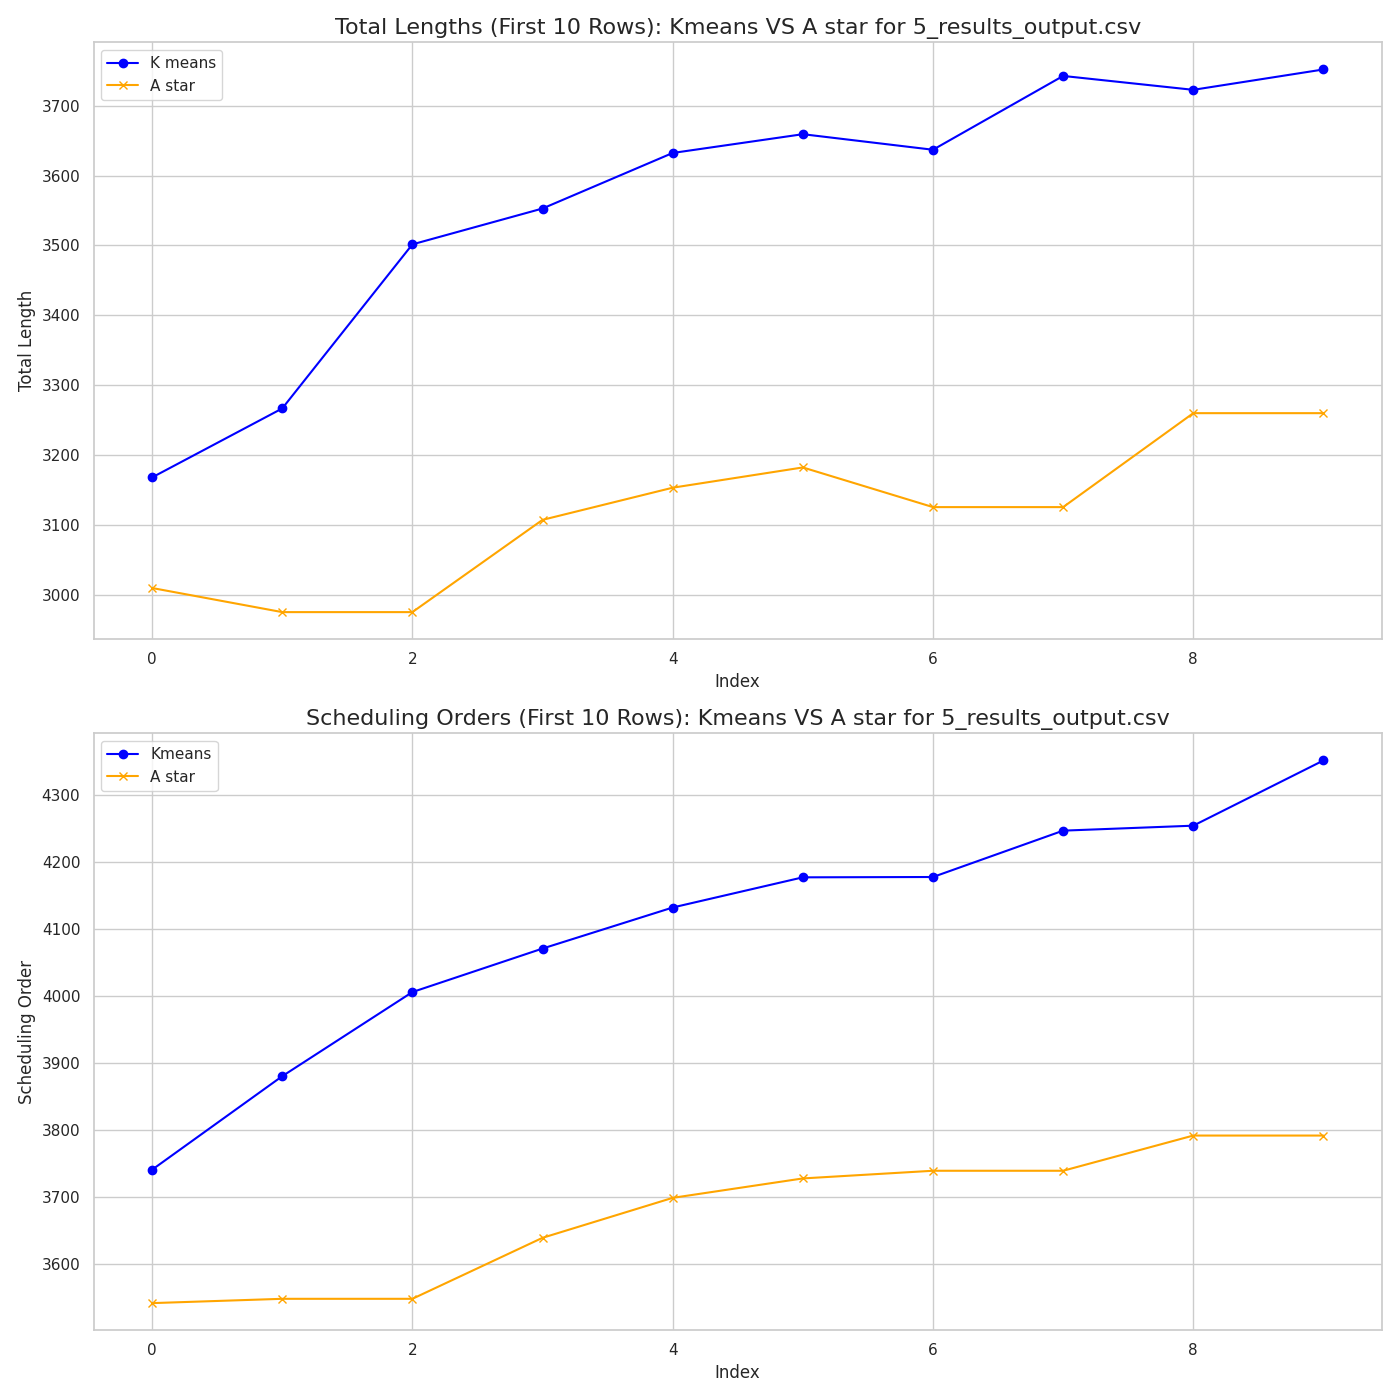 Total Lengths (First 10 Rows): Kmeans VS A star for 5_results_output.csv
K means
A star
3700
3600
3500
3400
3300
3200
3100
3000
Total Length
0 2 4 6 8
Index
Scheduling Orders (First 10 Rows): Kmeans VS A star for 5_results_output.csv
Kmeans
A star
4300
4200
4100
4000
3900
3800
3700
3600
Scheduling Order
0 2 4 6 8
Index